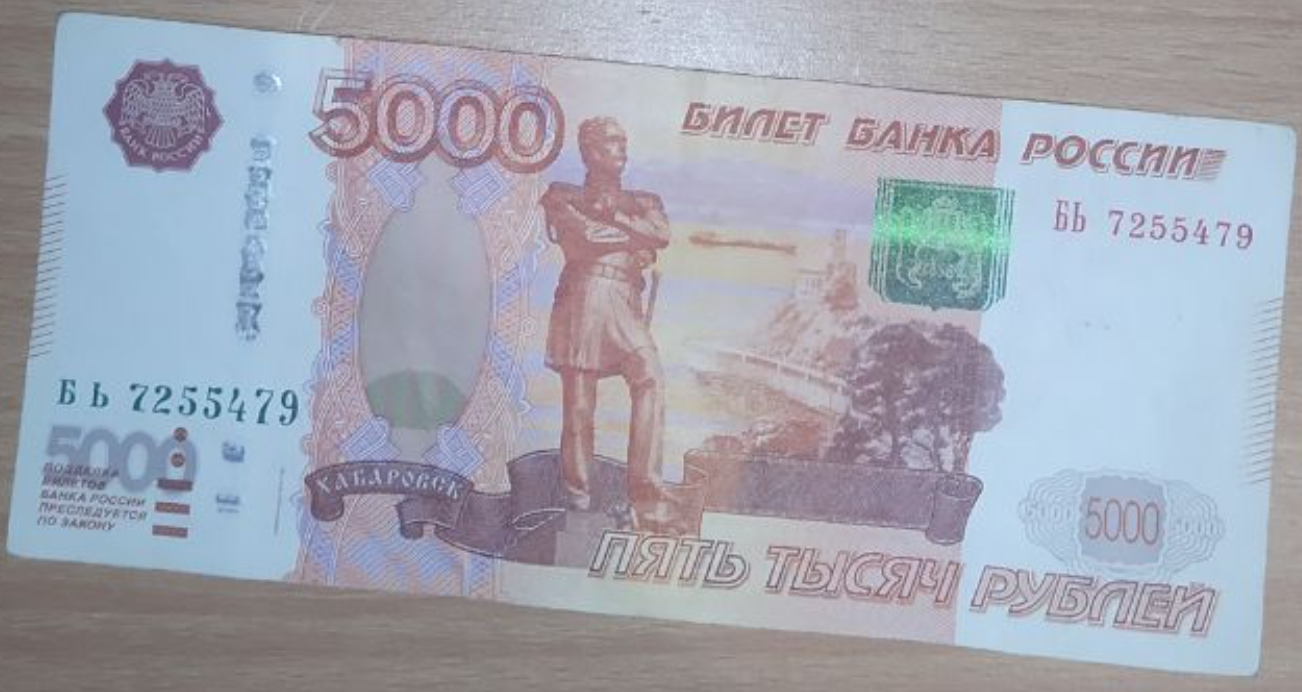 БАНК РОССИИ
5000
БИЛЕТ БАНКА РОССИИ
БЬ 7255479
БЬ 7255479
5000
ПОДДЕЛКА
БИЛЕТОВ
БАНКА РОССИИ
ПРЕСЛЕДУЕТСЯ
ПО ЗАКОНУ
ХАБАРОВСК
5000 5000 5000
ПЯТЬ ТЫСЯЧ РУБЛЕЙ